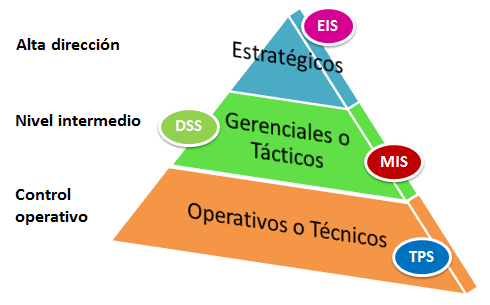 EIS
Alta dirección
Estratégicos
Nivel intermedio
DSS
Gerenciales o
Tácticos
MIS
Control
operativo
Operativos o Técnicos
TPS